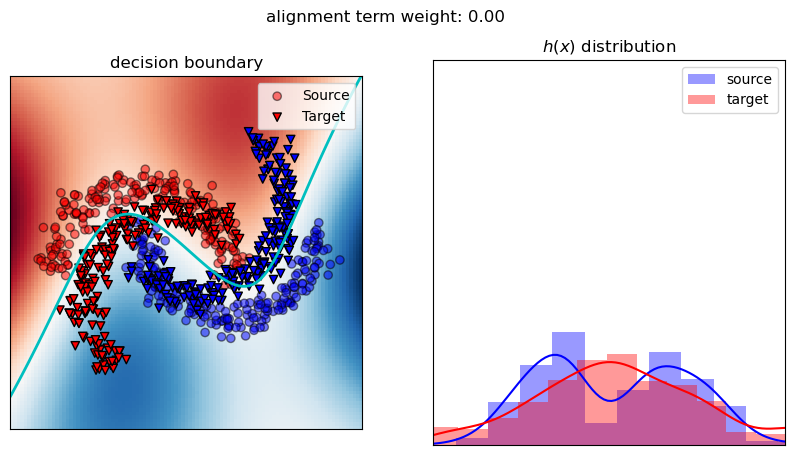 alignment term weight: 0.00
decision boundary
Source
Target
h(x) distribution
source
target